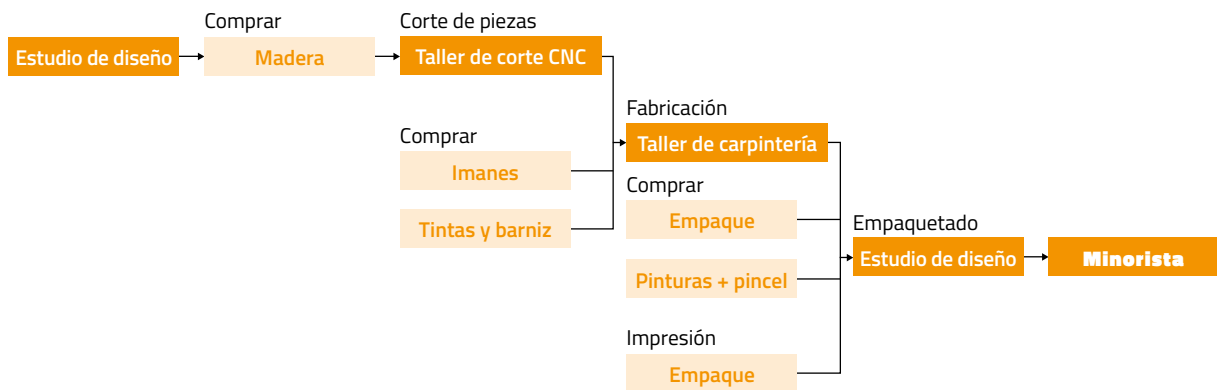 Comprar
Estudio de diseño
Madera
Corte de piezas
Taller de corte CNC
Comprar
Imanes
Tintas y barniz
Fabricación
Taller de carpintería
Comprar
Empaque
Pinturas + pincel
Impresión
Empaque
Empaquetado
Estudio de diseño
Minorista